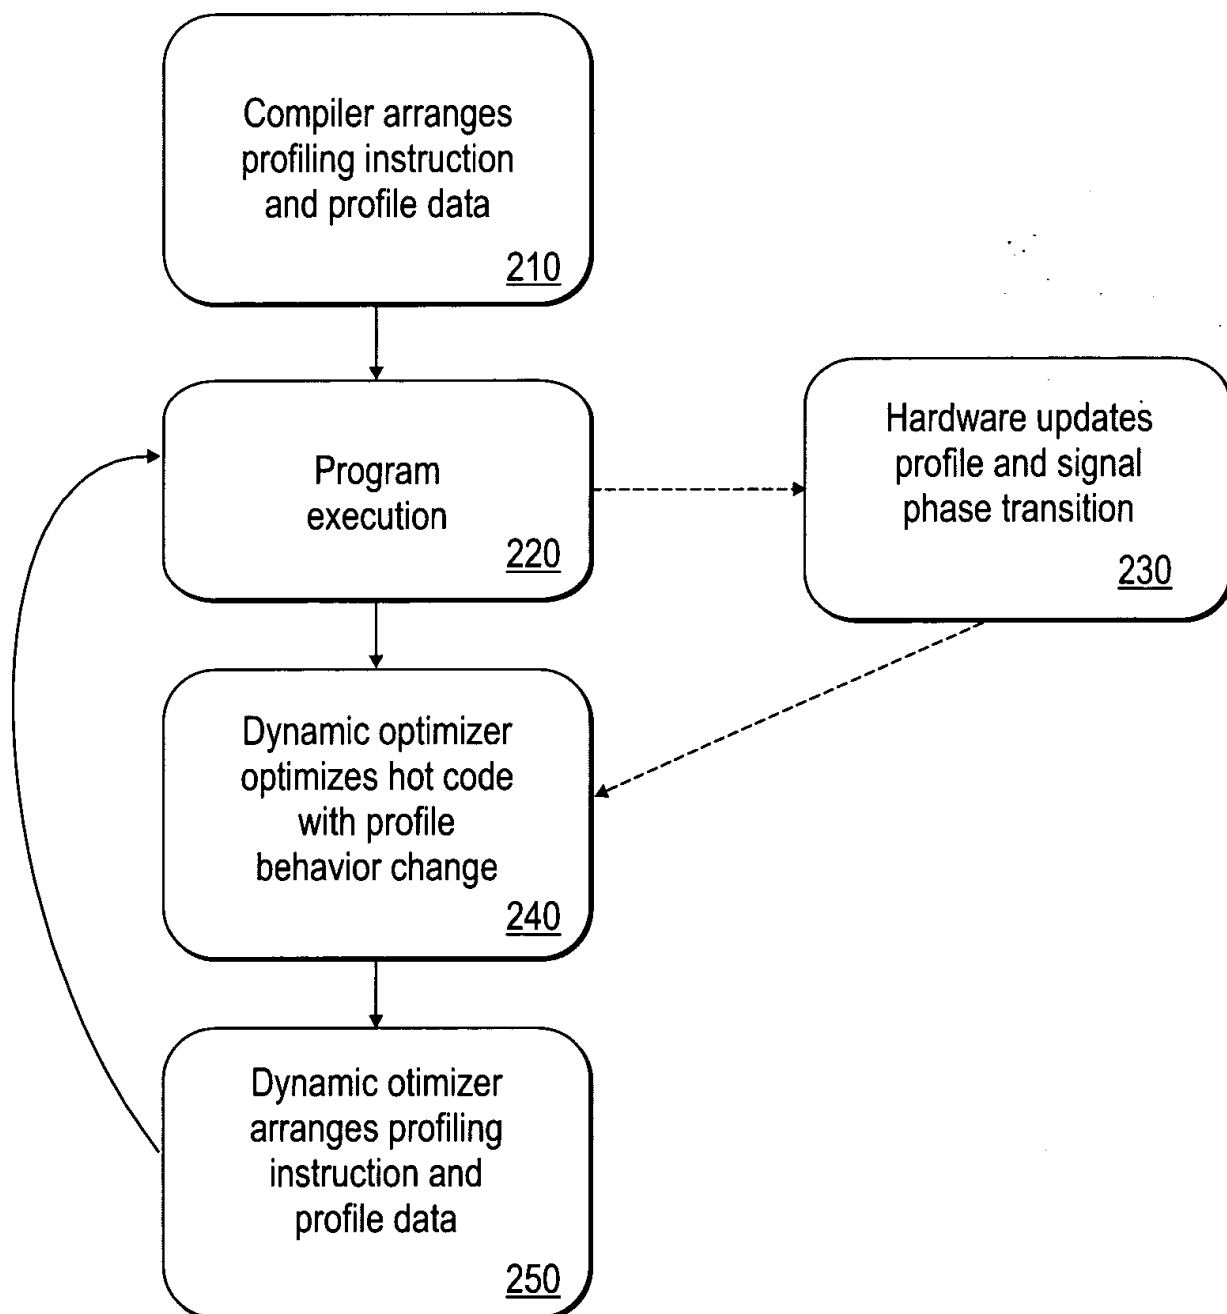 Compiler arranges
profiling instruction
and profile data
210
Program
execution
220
Hardware updates
profile and signal
phase transition
230
Dynamic optimizer
optimizes hot code
with profile
behavior change
240
Dynamic otimizer
arranges profiling
instruction and
profile data
250